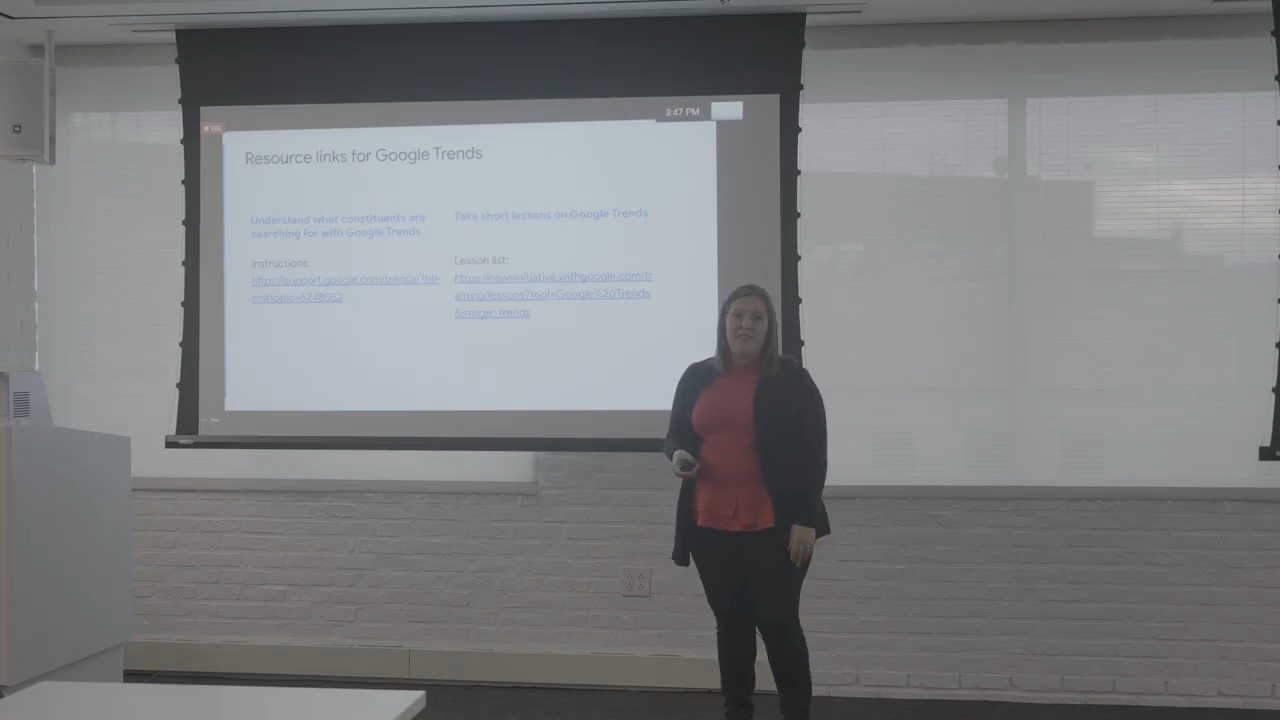 3:47 PM
REC
Resource links for Google Trends
Understand what constituents are
searching for with Google Trends
Instructions:
https://support.google.com/trends/?hl=
en#topic=6248052
Take short lessons on Google Trends
Lesson list:
https://newsinitiative.withgoogle.com/tr
aining/lessons?tool=Google%20Trends
&image=trends